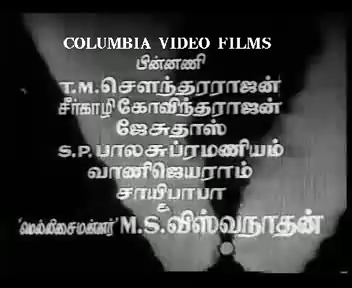 COLUMBIA VIDEO FILMS
பின்னணி
T.M.சௌந்தரராஜன்
சீர்காழி கோவிந்தராஜன்
ஜேசுதாஸ்
S.P.பாலசுப்ரமணியம்
வாணிஜெயராம்
சாயிபாபா
&
'மெல்லிசைமன்னர்' M.S.விஸ்வநாதன்